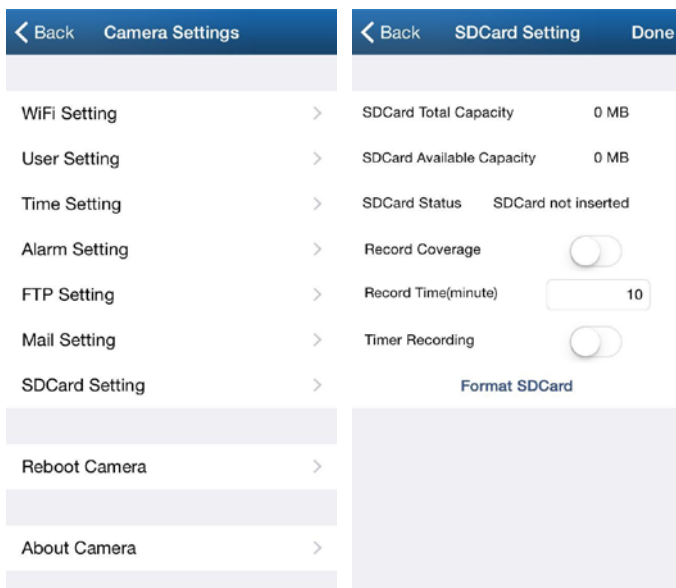 Back Camera Settings
WiFi Setting
User Setting
Time Setting
Alarm Setting
FTP Setting
Mail Setting
SDCard Setting
Reboot Camera
About Camera
Back SDCard Setting Done
SDCard Total Capacity 0 MB
SDCard Available Capacity 0 MB
SDCard Status SDCard not inserted
Record Coverage
Record Time(minute) 10
Timer Recording
Format SDCard